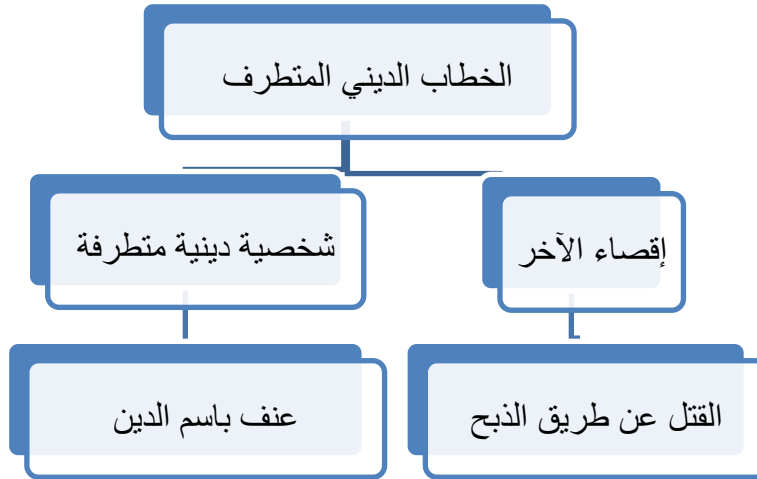 الخطاب الديني المتطرف
إقصاء الآخر
شخصية دينية متطرفة
القتل عن طريق الذبح
عنف باسم الدين